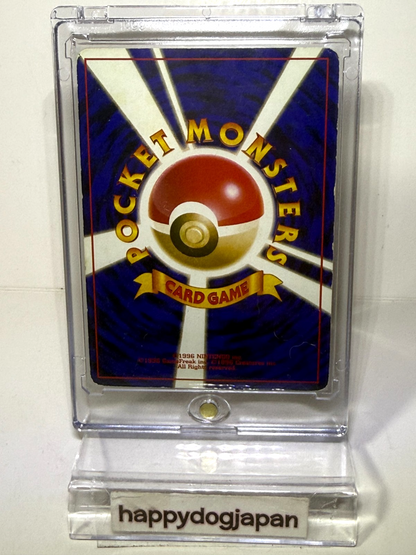 POCKET MONSTERS
CARD GAME
©1996 NINTENDO
All Rights reserved
happydogjapan